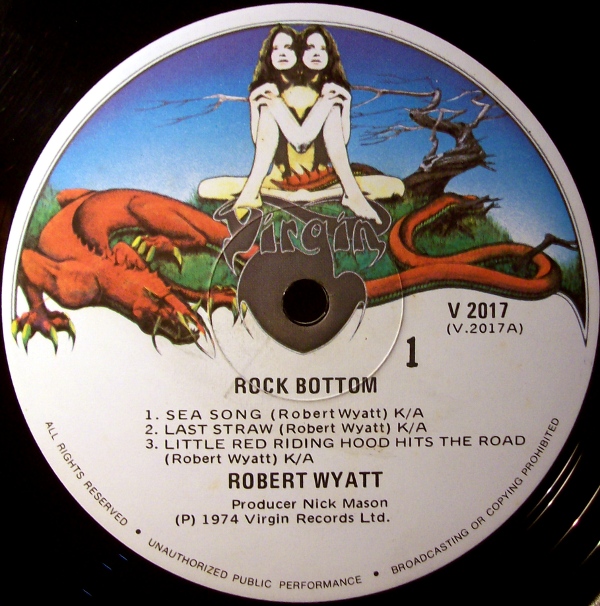 Virgin
V 2017
(V.2017A)
1
ROCK BOTTOM
1. SEA SONG (Robert Wyatt) K/A
2. LAST STRAW (Robert Wyatt) K/A
3. LITTLE RED RIDING HOOD HITS THE ROAD
(Robert Wyatt) K/A
ROBERT WYATT
Producer Nick Mason
(P) 1974 Virgin Records Ltd.
ALL RIGHTS RESERVED • UNAUTHORIZED PUBLIC PERFORMANCE • BROADCASTING OR COPYING PROHIBITED